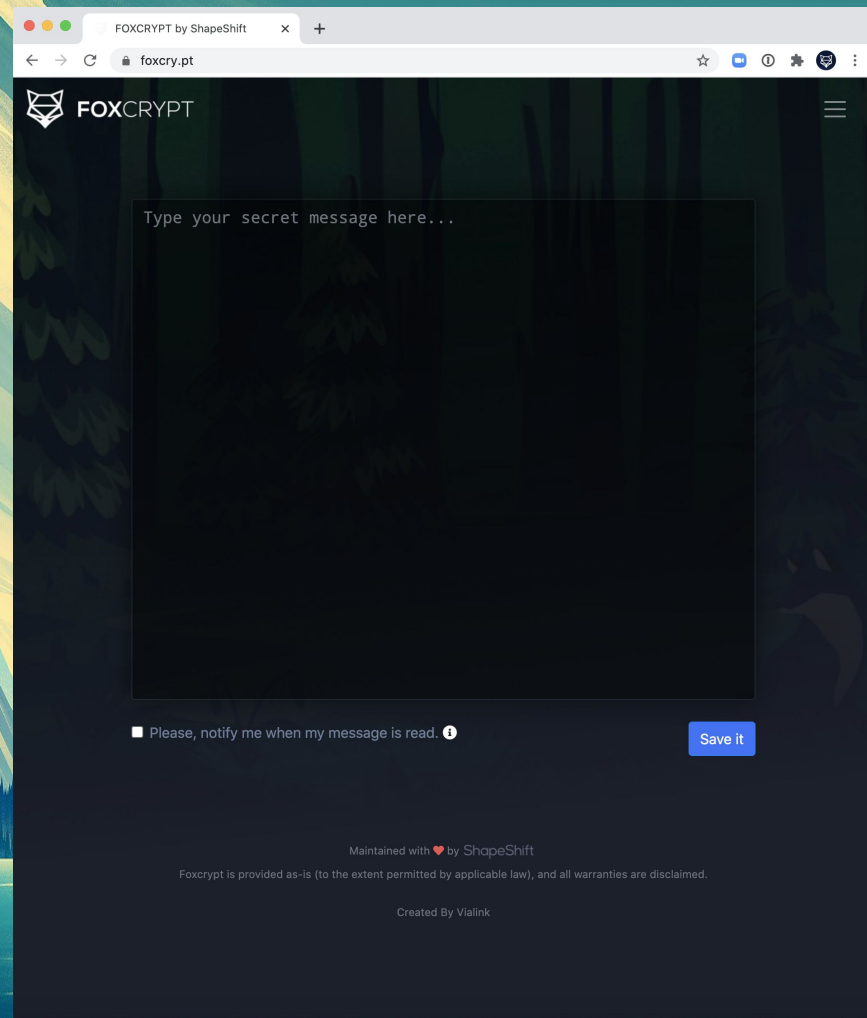 FOXCRYPT by ShapeShift
foxcry.pt
FOXCRYPT
Type your secret message here...
Please, notify me when my message is read.
Save it
Maintained with ❤ by ShapeShift
Foxcrypt is provided as-is (to the extent permitted by applicable law), and all warranties are disclaimed.
Created By Vialink